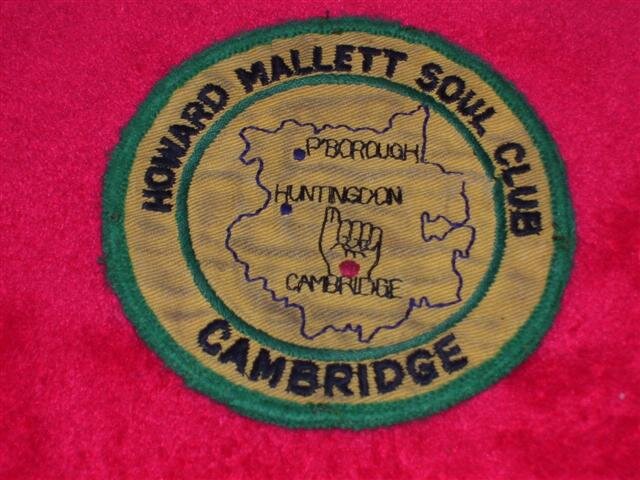 HOWARD MALLETT SOUL CLUB
P'BOROUGH
HUNTINGDON
CAMBRIDGE
CAMBRIDGE